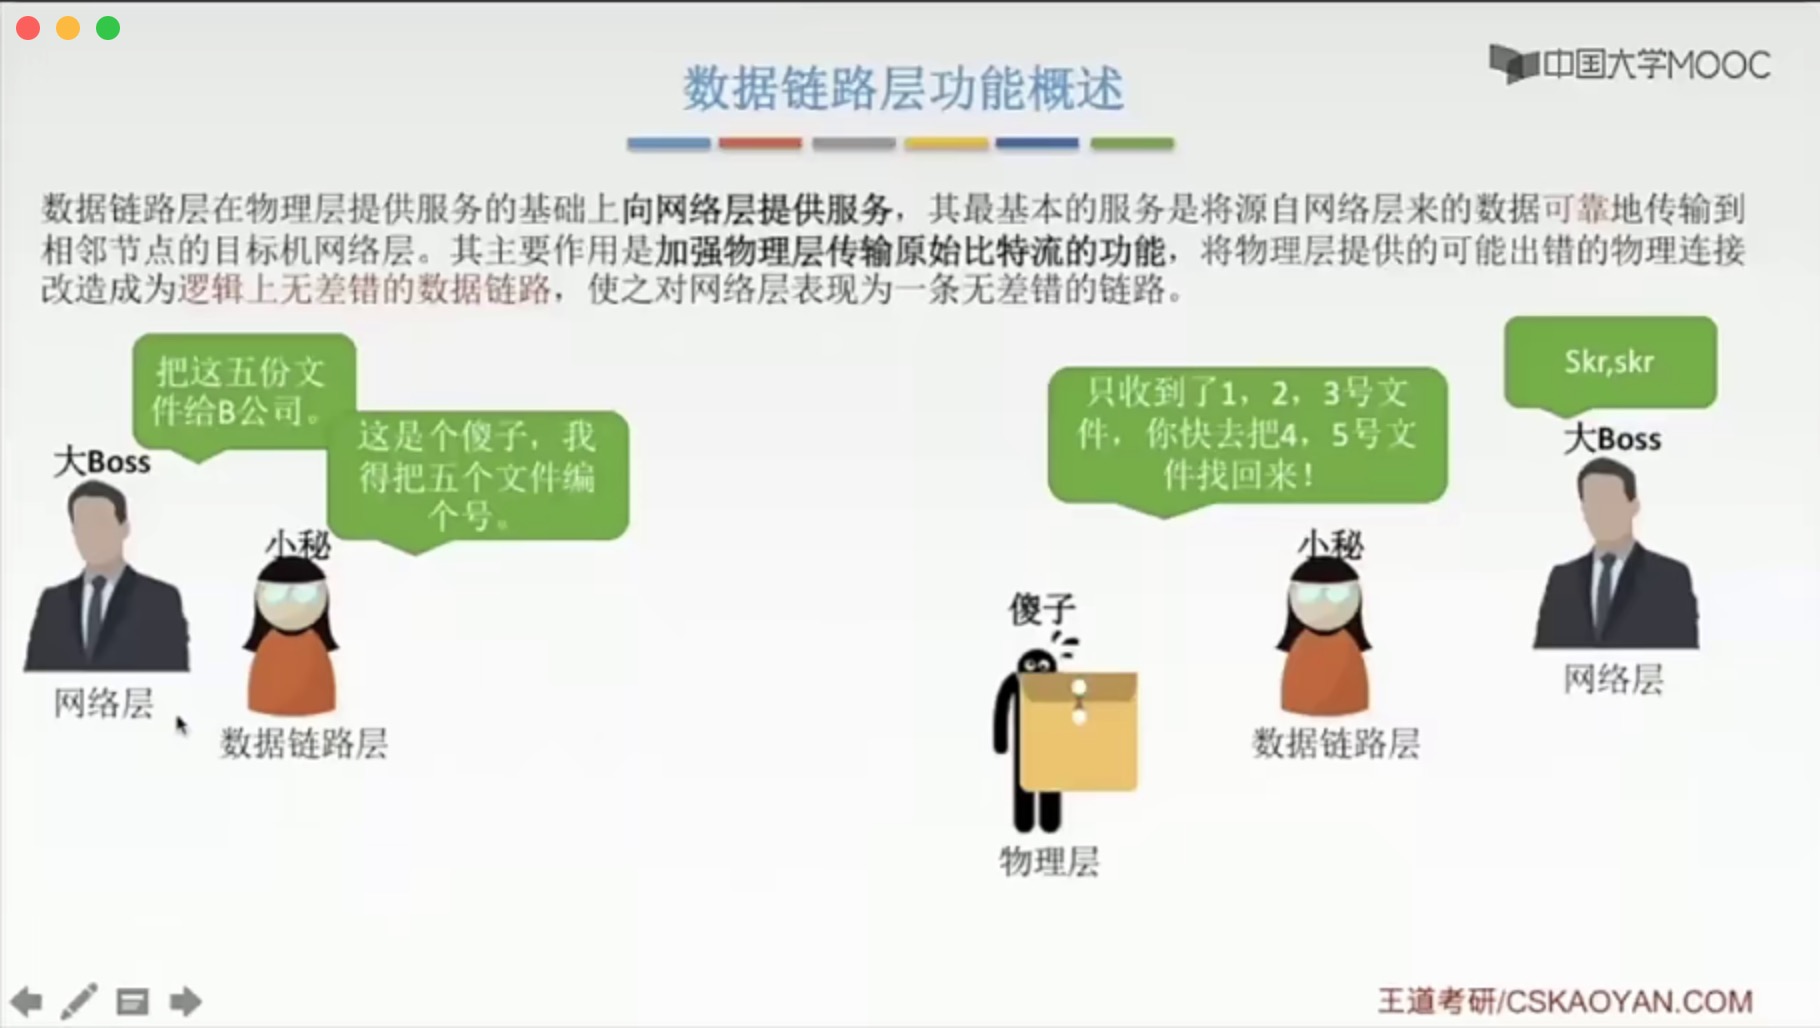 中国大学MOOC
数据链路层功能概述
数据链路层在物理层提供服务的基础上向网络层提供服务，其最基本的服务是将源自网络层来的数据可靠地传输到
相邻节点的目标机网络层。其主要作用是加强物理层传输原始比特流的功能，将物理层提供的可能出错的物理连接
改造成为逻辑上无差错的数据链路，使之对网络层表现为一条无差错的链路。
把这五份文
件给B公司。
这是个傻子，我
得把五个文件编
个号。
大Boss
小秘
网络层
数据链路层
只收到了1，2，3号文
件，你快去把4，5号文
件找回来！
Skr,skr
大Boss
小秘
傻子
网络层
数据链路层
物理层
王道考研/CSKAOYAN.COM